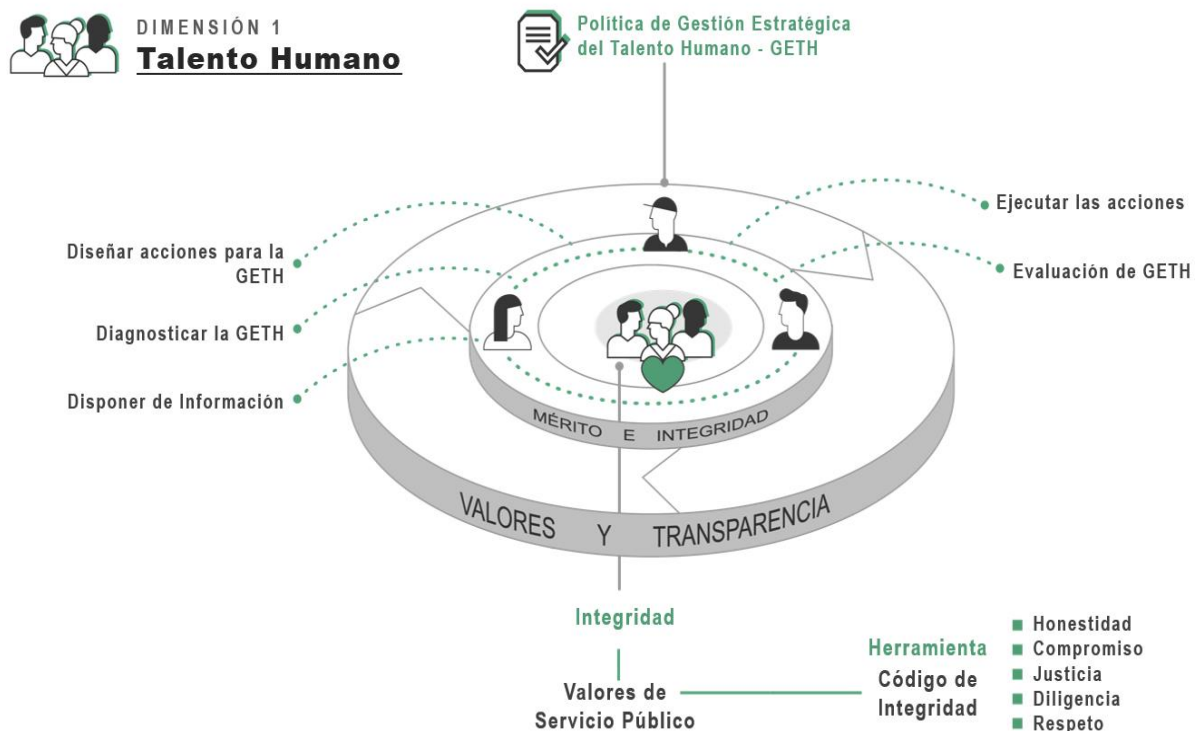 DIMENSIÓN 1
Talento Humano
Política de Gestión Estratégica
del Talento Humano - GETH
Diseñar acciones para la
GETH
Diagnosticar la GETH
Disponer de Información
Ejecutar las acciones
Evaluación de GETH
MÉRITO E INTEGRIDAD
VALORES Y TRANSPARENCIA
Integridad
Valores de
Servicio Público
Herramienta
Código de
Integridad
Honestidad
Compromiso
Justicia
Diligencia
Respeto